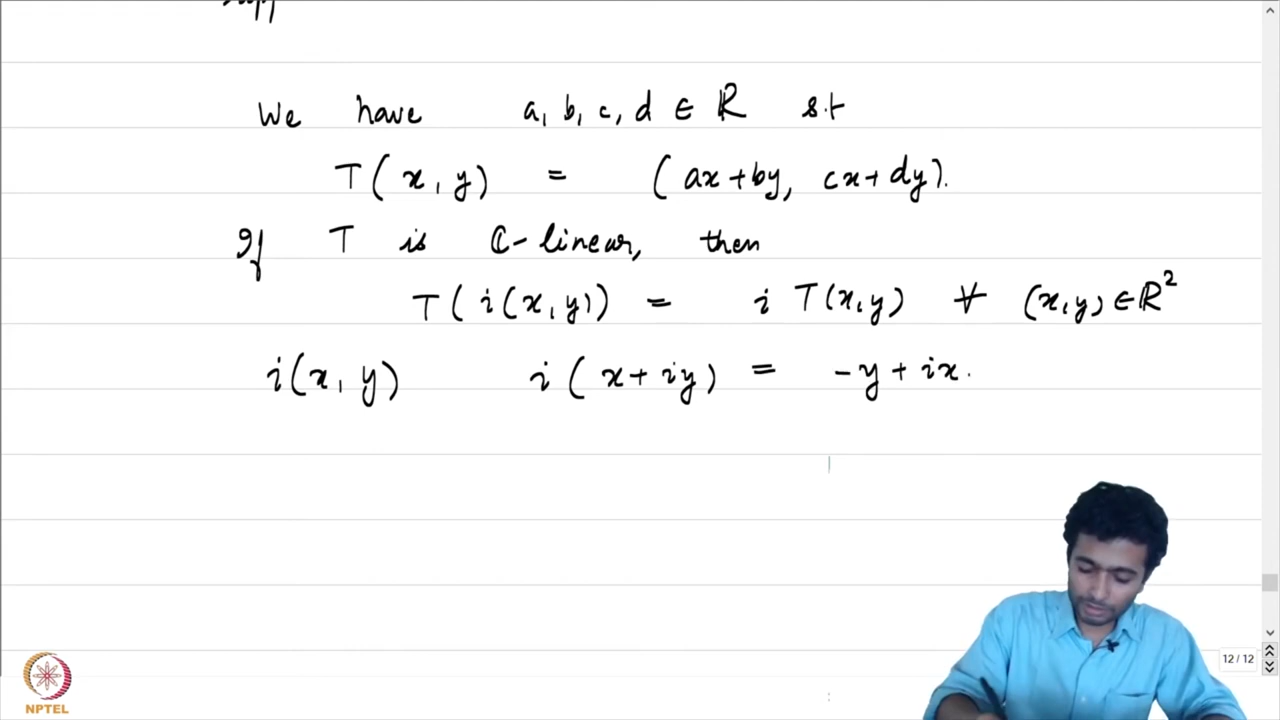 We have a, b, c, d ∈ ℝ s.t
T(x, y) = (ax+by, cx+dy).
If T is ℂ-linear, then
T(i(x,y)) = i T(x,y) ∀ (x,y) ∈ ℝ²
i(x, y) i(x+iy) = -y+ix.
12 / 12
NPTEL